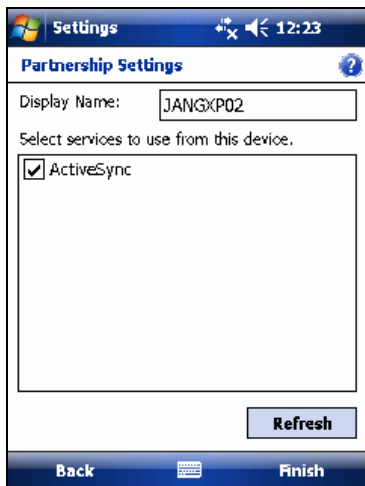 Settings 12:23
Partnership Settings ?
Display Name: JANGXP02
Select services to use from this device.
ActiveSync
Refresh
Back Finish